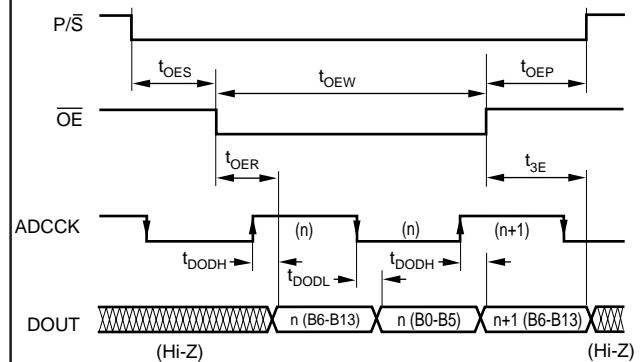 P/S̅
tOES
tOEW
tOEP
O̅E̅
tOER
t3E
ADCCK
(n)
(n)
(n+1)
tDODH
tDODL
tDODH
DOUT
n (B6-B13)
n (B0-B5)
n+1 (B6-B13)
(Hi-Z)
(Hi-Z)